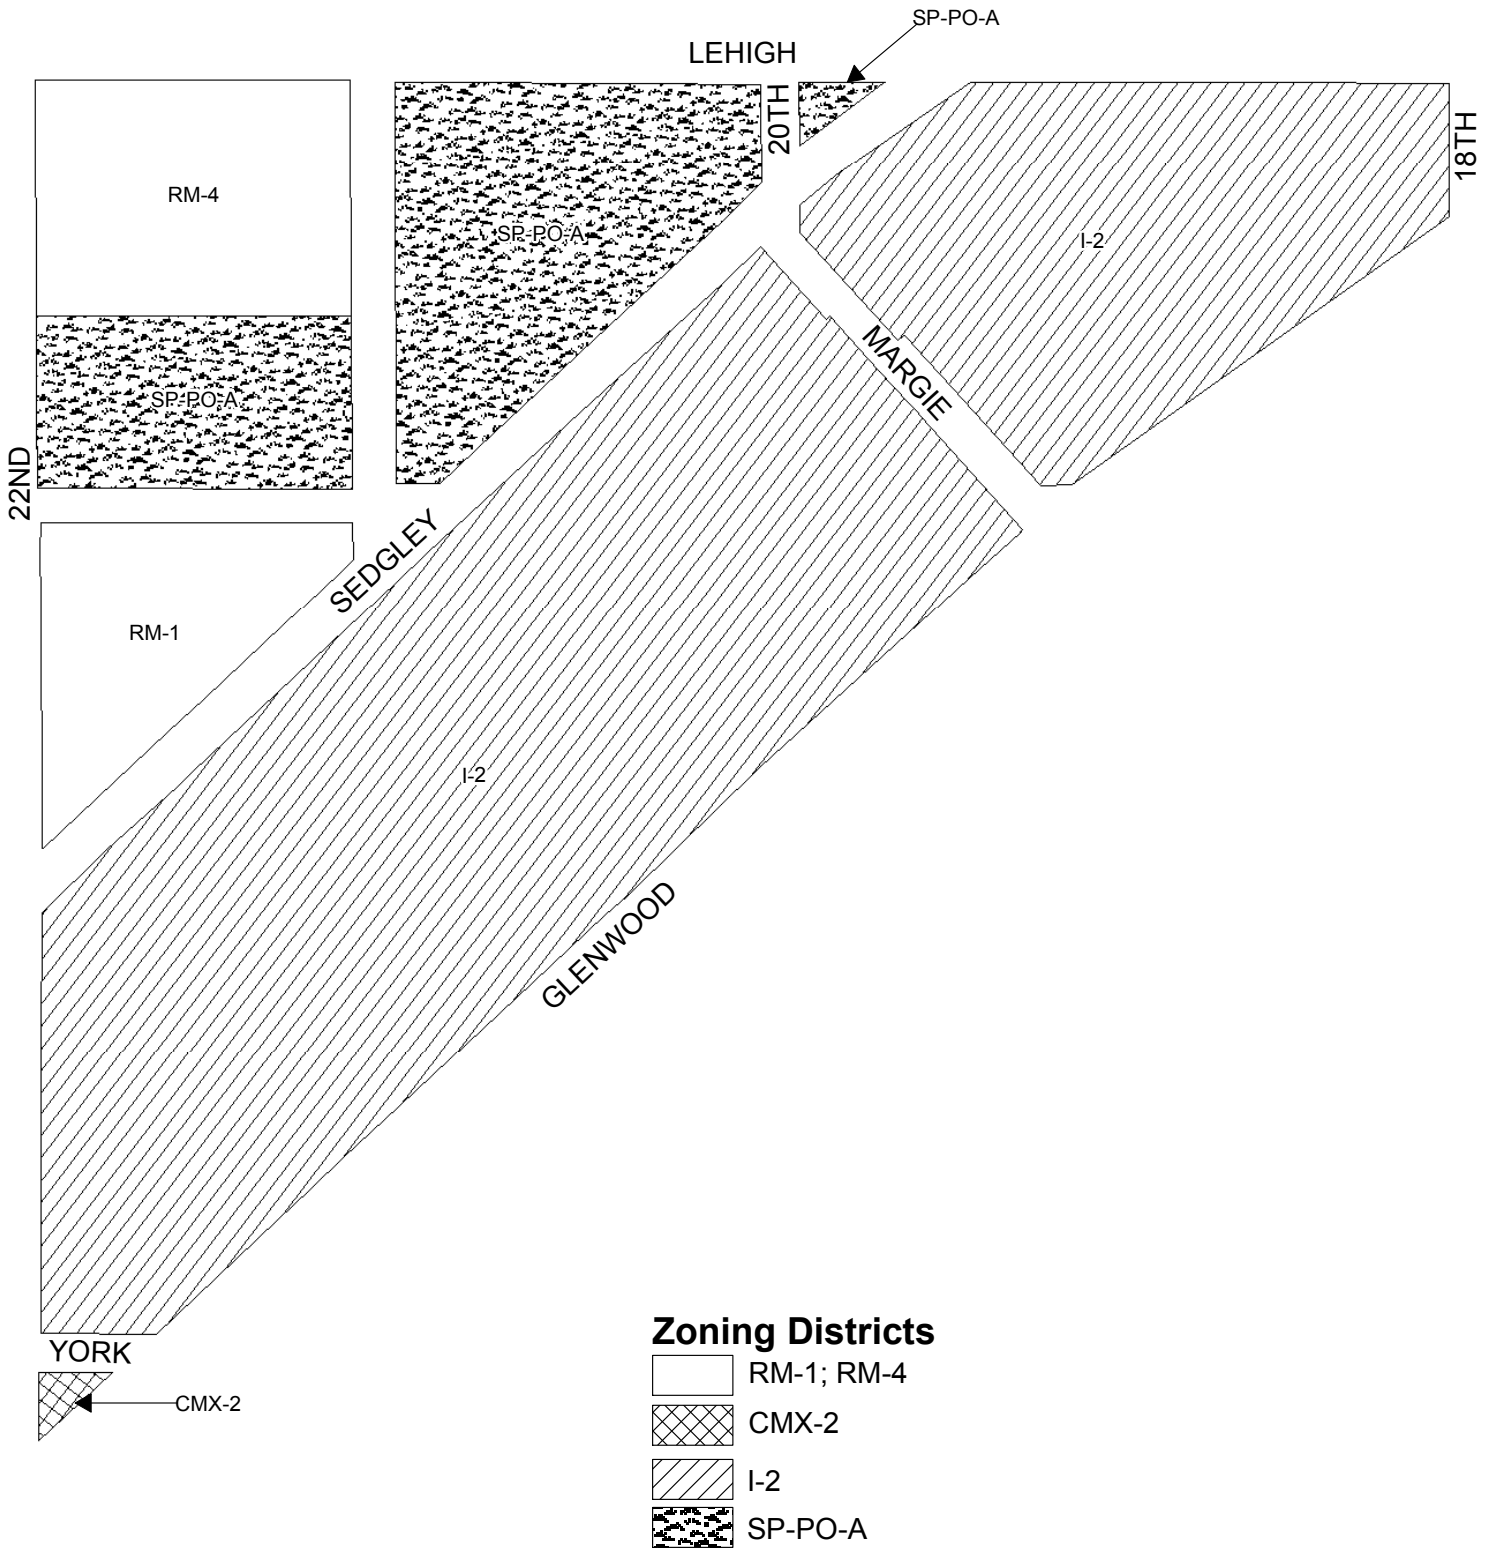 SP-PO-A
LEHIGH
20TH
18TH
RM-4
SP-PO-A
I-2
MARGIE
SP-PO-A
22ND
SEDGLEY
RM-1
I-2
GLENWOOD
YORK
CMX-2
Zoning Districts
RM-1; RM-4
CMX-2
I-2
SP-PO-A